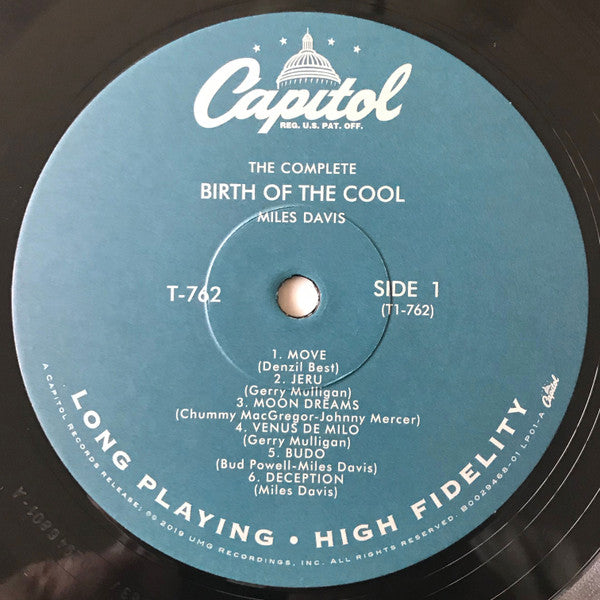 Capitol
REG. U.S. PAT. OFF.
THE COMPLETE
BIRTH OF THE COOL
MILES DAVIS
T-762
SIDE 1
(T1-762)
1. MOVE
(Denzil Best)
2. JERU
(Gerry Mulligan)
3. MOON DREAMS
(Chummy MacGregor-Johnny Mercer)
4. VENUS DE MILO
(Gerry Mulligan)
5. BUDO
(Bud Powell-Miles Davis)
6. DECEPTION
(Miles Davis)
LONG PLAYING • HIGH FIDELITY
A CAPITOL RECORDS RELEASE; ℗© 2019 UMG RECORDINGS, INC. ALL RIGHTS RESERVED. B0029468-01 LP01-A Capitol